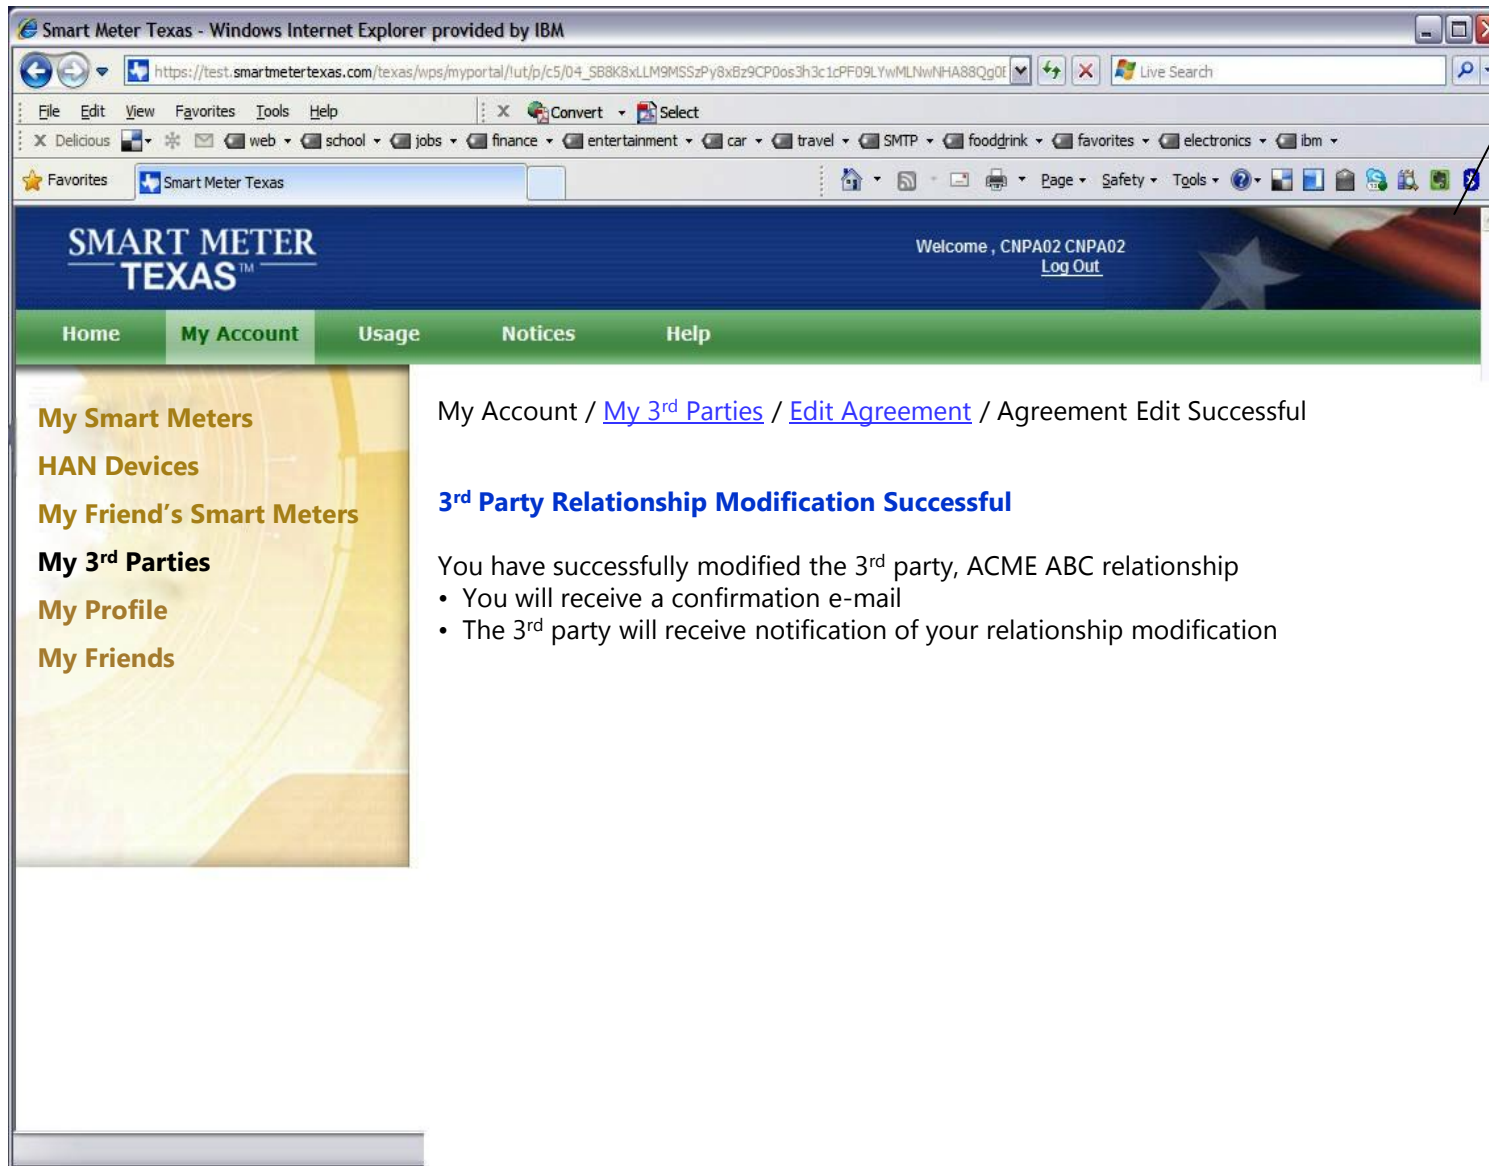 Smart Meter Texas - Windows Internet Explorer provided by IBM
https://test.smartmetertexas.com/texas/wps/myportal/!ut/p/c5/04_SB8K8xLLM9MSSzPy8xBz9CP0os3h3c1cPF09LYwMLNwNHA88Qg0E Live Search
File Edit View Favorites Tools Help X Convert Select
X Delicious web school jobs finance entertainment car travel SMTP fooddrink favorites electronics ibm
Favorites Smart Meter Texas Page Safety Tools
SMART METER
TEXAS™
Welcome , CNPA02 CNPA02
Log Out
Home My Account Usage Notices Help
My Smart Meters
HAN Devices
My Friend’s Smart Meters
My 3rd Parties
My Profile
My Friends
My Account / My 3rd Parties / Edit Agreement / Agreement Edit Successful
3rd Party Relationship Modification Successful
You have successfully modified the 3rd party, ACME ABC relationship
• You will receive a confirmation e-mail
• The 3rd party will receive notification of your relationship modification